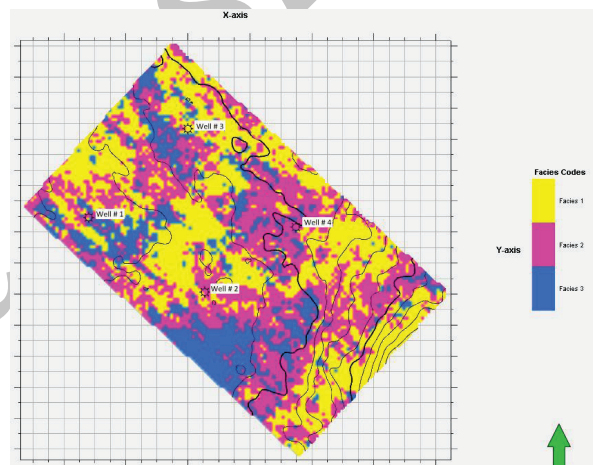 X-axis
Well # 3
Facies Codes
Facies 1
Well # 1
Well # 4
Facies 2
Y-axis
Well # 2
Facies 3